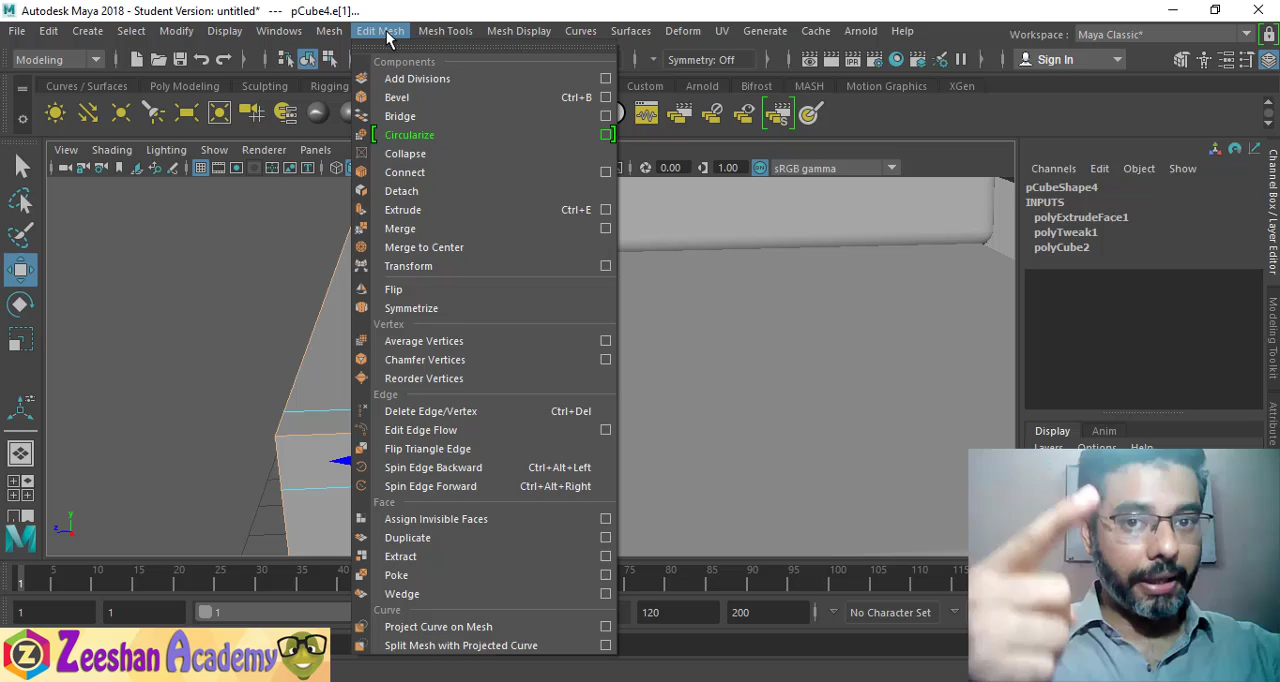 Autodesk Maya 2018 - Student Version: untitled* --- pCube4.e[1]...
File Edit Create Select Modify Display Windows Mesh Edit Mesh Mesh Tools Mesh Display Curves Surfaces Deform UV Generate Cache Arnold Help Workspace : Maya Classic*
Modeling Symmetry: Off Sign In
Curves / Surfaces Poly Modeling Sculpting Rigging Custom Arnold Bifrost MASH Motion Graphics XGen
View Shading Lighting Show Renderer Panels
0.00 1.00 sRGB gamma
Components
Add Divisions
Bevel Ctrl+B
Bridge
Circularize
Collapse
Connect
Detach
Extrude Ctrl+E
Merge
Merge to Center
Transform
Flip
Symmetrize
Vertex
Average Vertices
Chamfer Vertices
Reorder Vertices
Edge
Delete Edge/Vertex Ctrl+Del
Edit Edge Flow
Flip Triangle Edge
Spin Edge Backward Ctrl+Alt+Left
Spin Edge Forward Ctrl+Alt+Right
Face
Assign Invisible Faces
Duplicate
Extract
Poke
Wedge
Curve
Project Curve on Mesh
Split Mesh with Projected Curve
Channels Edit Object Show
pCubeShape4
INPUTS
polyExtrudeFace1
polyTweak1
polyCube2
Channel Box / Layer Editor
Modeling Toolkit
Display Anim
y
z
5 10 15 20 25 30 75 80 85 90 95
1
1 1 1 120 200 No Character Set
Zeeshan Academy